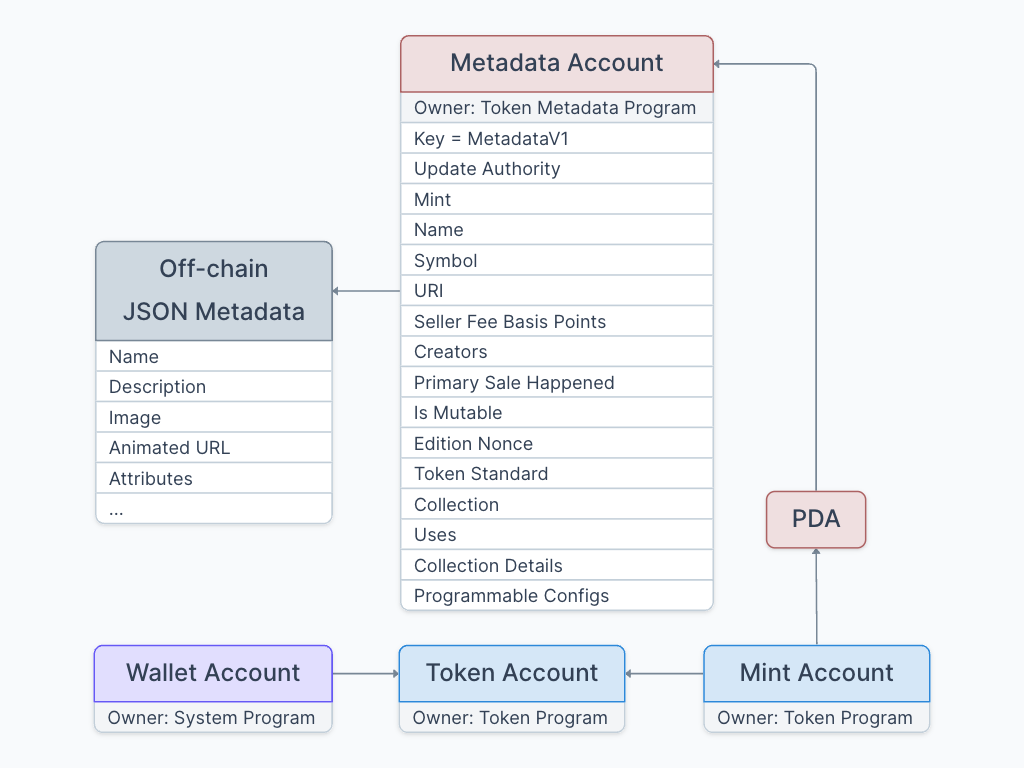 Metadata Account
Owner: Token Metadata Program
Key = MetadataV1
Update Authority
Mint
Name
Symbol
URI
Seller Fee Basis Points
Creators
Primary Sale Happened
Is Mutable
Edition Nonce
Token Standard
Collection
Uses
Collection Details
Programmable Configs
Off-chain
JSON Metadata
Name
Description
Image
Animated URL
Attributes
...
PDA
Wallet Account
Owner: System Program
Token Account
Owner: Token Program
Mint Account
Owner: Token Program